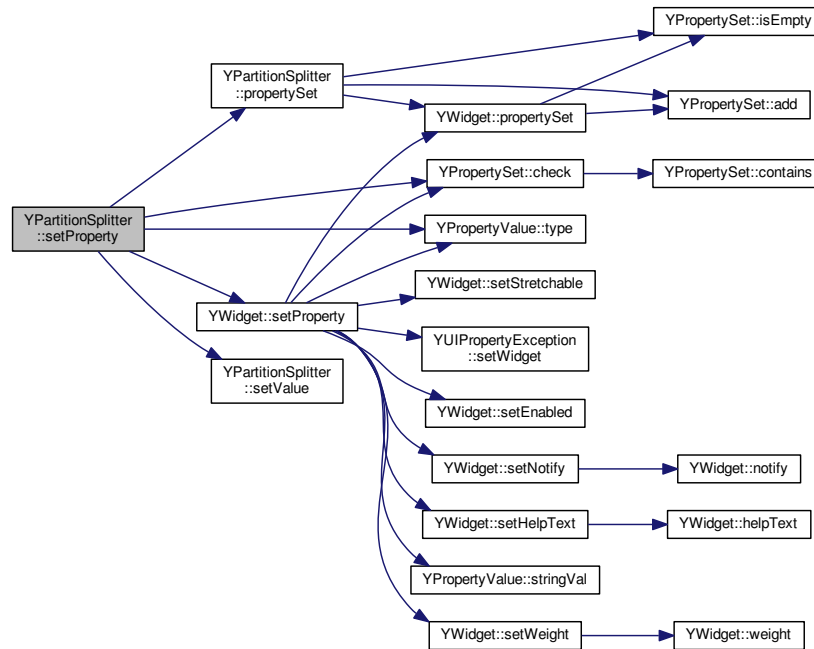 YPropertySet::isEmpty
YPartitionSplitter
::propertySet
YPropertySet::add
YWidget::propertySet
YPropertySet::check
YPropertySet::contains
YPartitionSplitter
::setProperty
YPropertyValue::type
YWidget::setStretchable
YWidget::setProperty
YUIPropertyException
::setWidget
YPartitionSplitter
::setValue
YWidget::setEnabled
YWidget::setNotify
YWidget::notify
YWidget::setHelpText
YWidget::helpText
YPropertyValue::stringVal
YWidget::setWeight
YWidget::weight